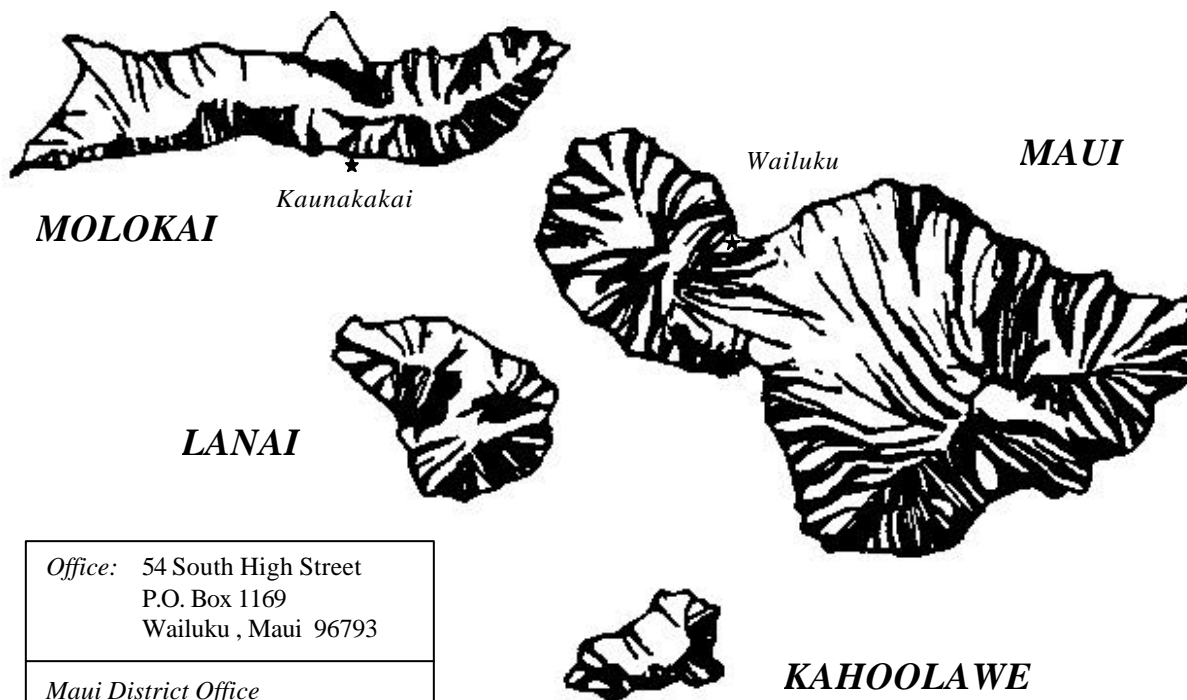 MAUI
Wailuku
Kaunakakai
MOLOKAI
LANAI
Office: 54 South High Street
P.O. Box 1169
Wailuku , Maui 96793
Maui District Office
KAHOOLAWE